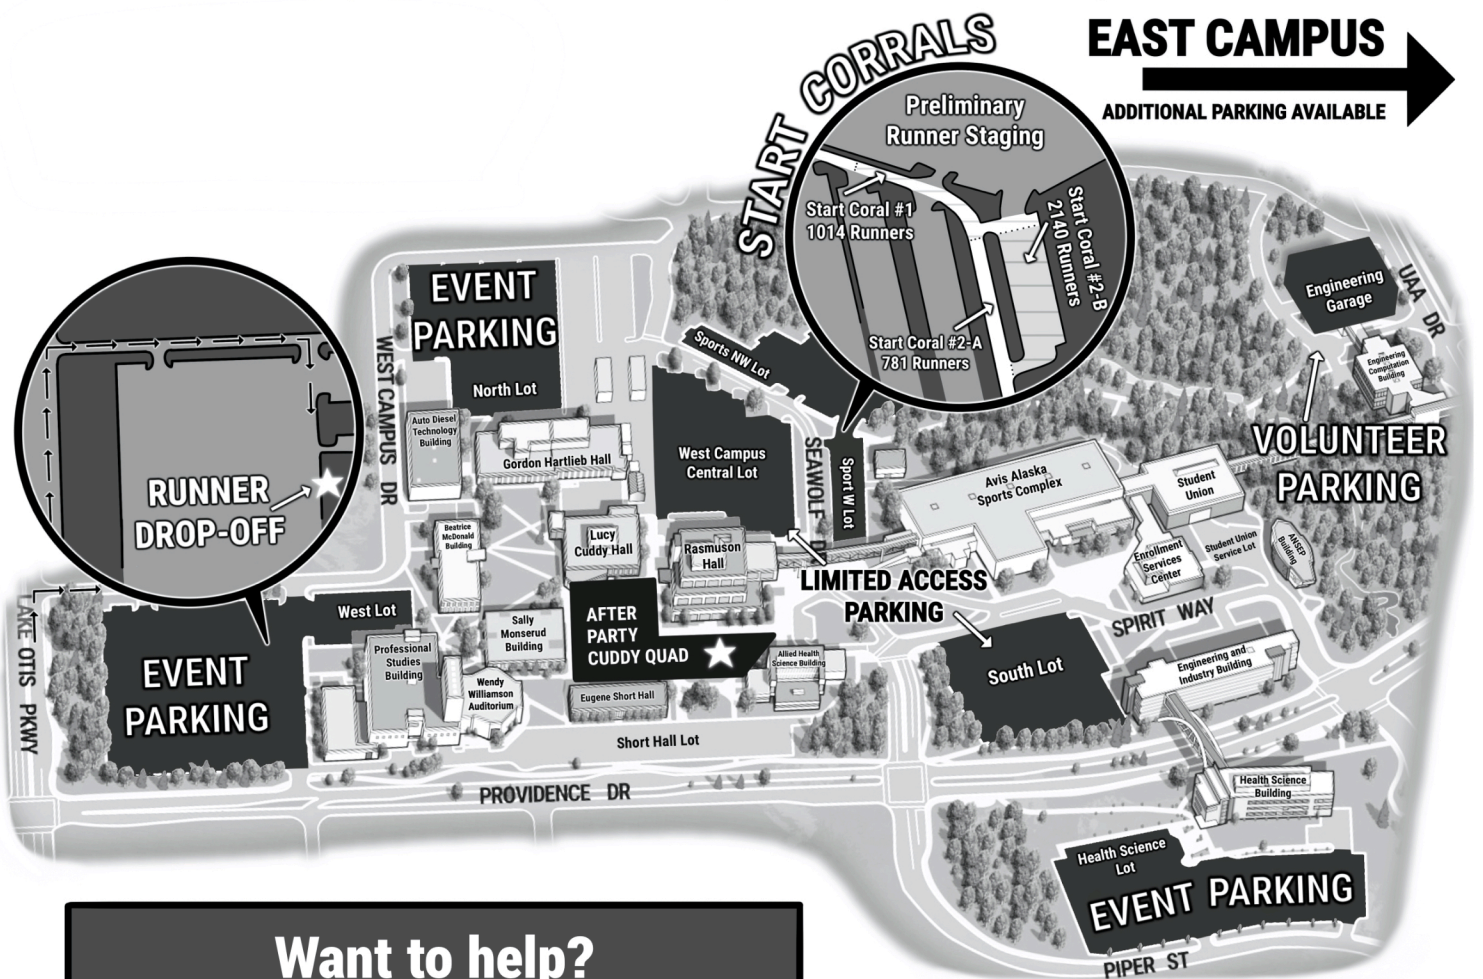 EAST CAMPUS
ADDITIONAL PARKING AVAILABLE
START CORRALS
Preliminary
Runner Staging
Start Coral #1
1014 Runners
Start Coral #2-B
2140 Runners
Start Coral #2-A
781 Runners
Engineering
Garage
UAA DR
Engineering
Computation
Building
VOLUNTEER
PARKING
EVENT
PARKING
North Lot
WEST CAMPUS DR
Sports NW Lot
RUNNER
DROP-OFF
Auto Diesel
Technology
Building
Gordon Hartlieb Hall
West Campus
Central Lot
SEAWOLF D
Sport W Lot
Avis Alaska
Sports Complex
Student
Union
Beatrice
McDonald
Building
Lucy
Cuddy Hall
Rasmuson
Hall
LIMITED ACCESS
PARKING
Enrollment
Services
Center
Student Union
Service Lot
ANSEP
Building
SPIRIT WAY
LAKE OTIS PKWY
West Lot
EVENT
PARKING
Professional
Studies
Building
Sally
Monserud
Building
AFTER
PARTY
CUDDY QUAD
Allied Health
Science Building
Wendy
Williamson
Auditorium
Eugene Short Hall
Short Hall Lot
South Lot
Engineering and
Industry Building
PROVIDENCE DR
Health Science
Building
Health Science
Lot
EVENT PARKING
PIPER ST
Want to help?